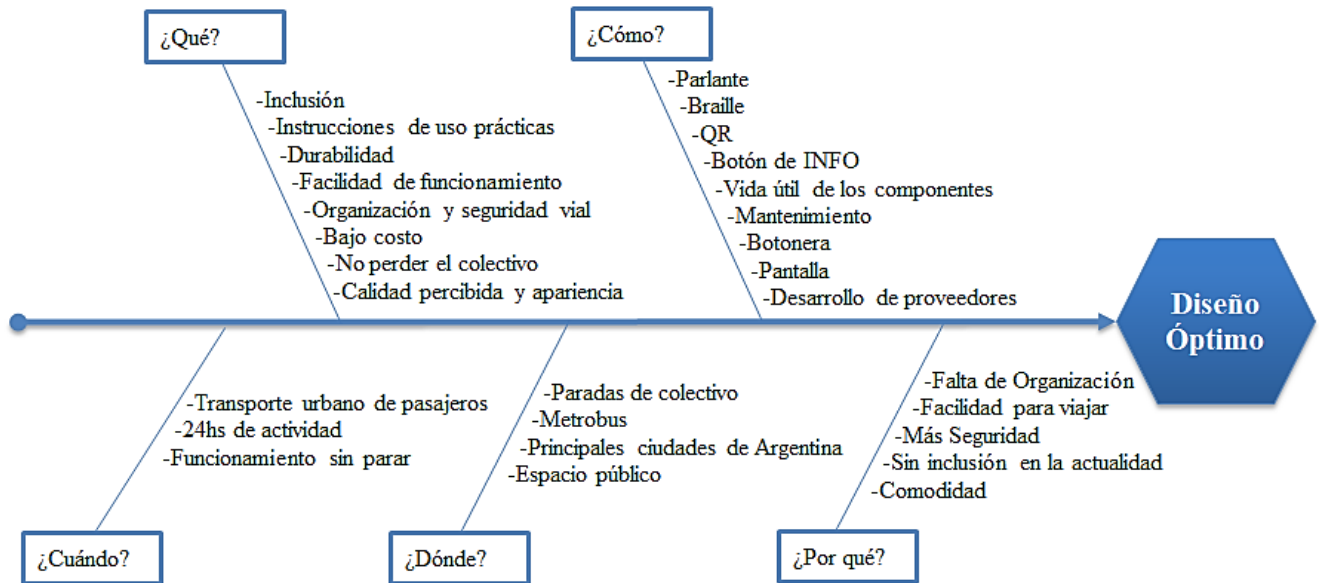 ¿Qué?
-Inclusión
-Instrucciones de uso prácticas
-Durabilidad
-Facilidad de funcionamiento
-Organización y seguridad vial
-Bajo costo
-No perder el colectivo
-Calidad percibida y apariencia
¿Cómo?
-Parlante
-Braille
-QR
-Botón de INFO
-Vida útil de los componentes
-Mantenimiento
-Botonera
-Pantalla
-Desarrollo de proveedores
Diseño
Óptimo
-Transporte urbano de pasajeros
-24hs de actividad
-Funcionamiento sin parar
¿Cuándo?
-Paradas de colectivo
-Metrobus
-Principales ciudades de Argentina
-Espacio público
¿Dónde?
-Falta de Organización
-Facilidad para viajar
-Más Seguridad
-Sin inclusión en la actualidad
-Comodidad
¿Por qué?